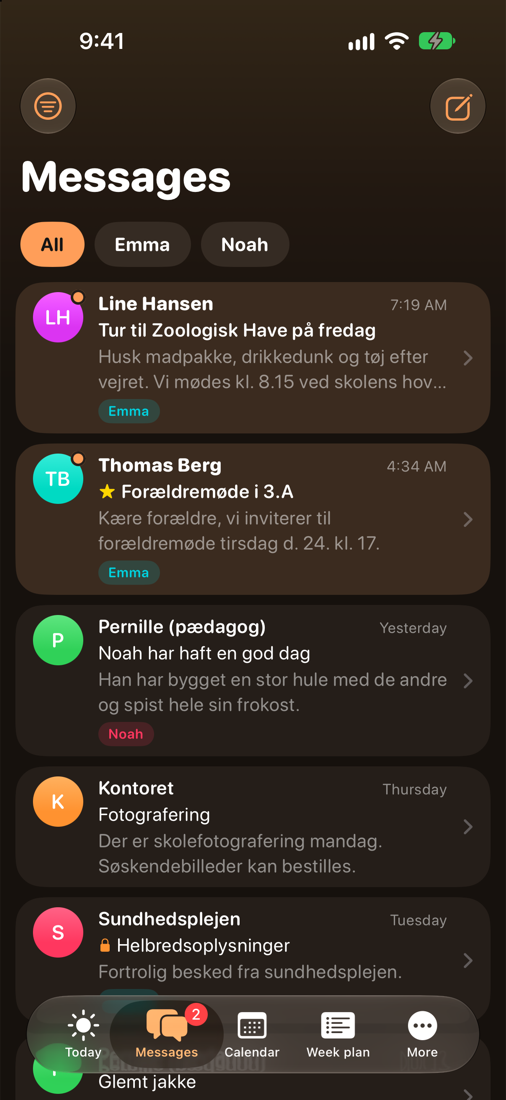 9:41
Messages
All
Emma
Noah
LH
Line Hansen
7:19 AM
Tur til Zoologisk Have på fredag
Husk madpakke, drikkedunk og tøj efter
vejret. Vi mødes kl. 8.15 ved skolens hov...
Emma
TB
Thomas Berg
4:34 AM
Forældremøde i 3.A
Kære forældre, vi inviterer til
forældremøde tirsdag d. 24. kl. 17.
Emma
P
Pernille (pædagog)
Yesterday
Noah har haft en god dag
Han har bygget en stor hule med de andre
og spist hele sin frokost.
Noah
K
Kontoret
Thursday
Fotografering
Der er skolefotografering mandag.
Søskendebilleder kan bestilles.
S
Sundhedsplejen
Tuesday
Helbredsoplysninger
Fortrolig besked fra sundhedsplejen.
2
Today
Messages
Calendar
Week plan
More
Glemt jakke